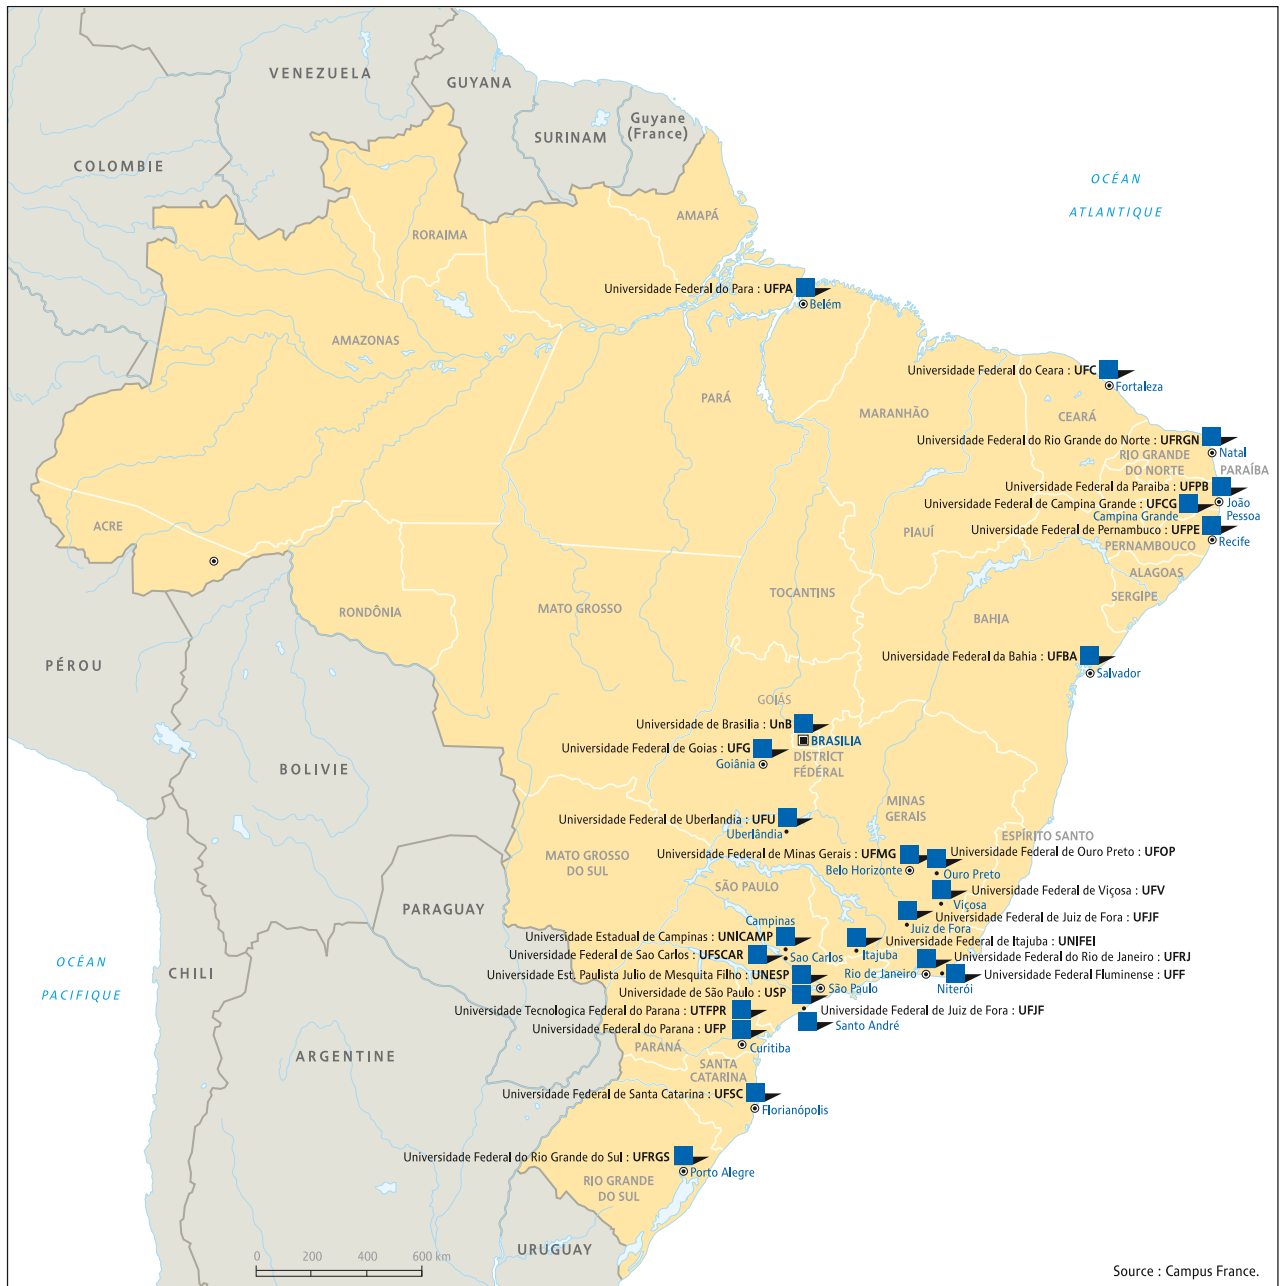 VENEZUELA
GUYANA
Guyane
(France)
SURINAM
COLOMBIE
OCÉAN
ATLANTIQUE
AMAPÁ
RORAIMA
Universidade Federal do Para : UFPA
Belém
AMAZONAS
Universidade Federal do Ceara : UFC
Fortaleza
PARÁ
MARANHÃO
CEARÁ
Universidade Federal do Rio Grande do Norte : UFRGN
Natal
RIO GRANDE
DO NORTE
PARAÍBA
Universidade Federal da Paraiba : UFPB
João
Pessoa
Universidade Federal de Campina Grande : UFCG
Campina Grande
ACRE
PIAUÍ
Universidade Federal de Pernambuco : UFPE
Recife
PERNAMBOUCO
ALAGOAS
SERGIPE
TOCANTINS
RONDÔNIA
MATO GROSSO
BAHIA
PÉROU
Universidade Federal da Bahia : UFBA
Salvador
GOIÁS
Universidade de Brasilia : UnB
BRASILIA
Universidade Federal de Goias : UFG
Goiânia
DISTRICT
FÉDÉRAL
BOLIVIE
MINAS
GERAIS
Universidade Federal de Uberlandia : UFU
Uberlândia
ESPÍRITO SANTO
MATO GROSSO
DO SUL
Universidade Federal de Minas Gerais : UFMG
Belo Horizonte
Universidade Federal de Ouro Preto : UFOP
Ouro Preto
SÃO PAULO
Universidade Federal de Viçosa : UFV
Viçosa
PARAGUAY
Campinas
Universidade Federal de Juiz de Fora : UFJF
Juiz de Fora
Universidade Estadual de Campinas : UNICAMP
Universidade Federal de Itajuba : UNIFEI
Itajuba
Universidade Federal de Sao Carlos : UFSCAR
Sao Carlos
Universidade Federal do Rio de Janeiro : UFRJ
Rio de Janeiro
OCÉAN
PACIFIQUE
CHILI
Universidade Est. Paulista Julio de Mesquita Filho : UNESP
São Paulo
Universidade Federal Fluminense : UFF
Niterói
Universidade de São Paulo : USP
Universidade Tecnologica Federal do Parana : UTFPR
Universidade Federal de Juiz de Fora : UFJF
Santo André
Universidade Federal do Parana : UFP
Curitiba
PARANÁ
ARGENTINE
SANTA
CATARINA
Universidade Federal de Santa Catarina : UFSC
Florianópolis
Universidade Federal do Rio Grande do Sul : UFRGS
Porto Alegre
RIO GRANDE
DO SUL
URUGUAY
0 200 400 600 km
Source : Campus France.